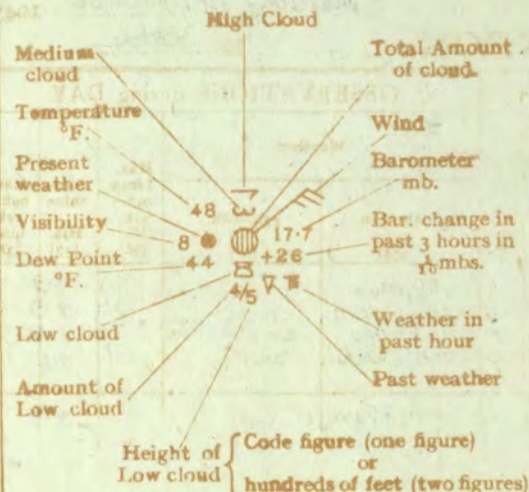 High Cloud
Medium cloud
Total Amount of cloud.
Temperature °F.
Wind
Present weather
Barometer mb.
48
Visibility
8
17.7
Bar. change in past 3 hours in 1/10 mbs.
Dew Point °F.
44
+26
4/5
Low cloud
Weather in past hour
Amount of Low cloud
Past weather
Height of Low cloud
Code figure (one figure)
or
hundreds of feet (two figures)